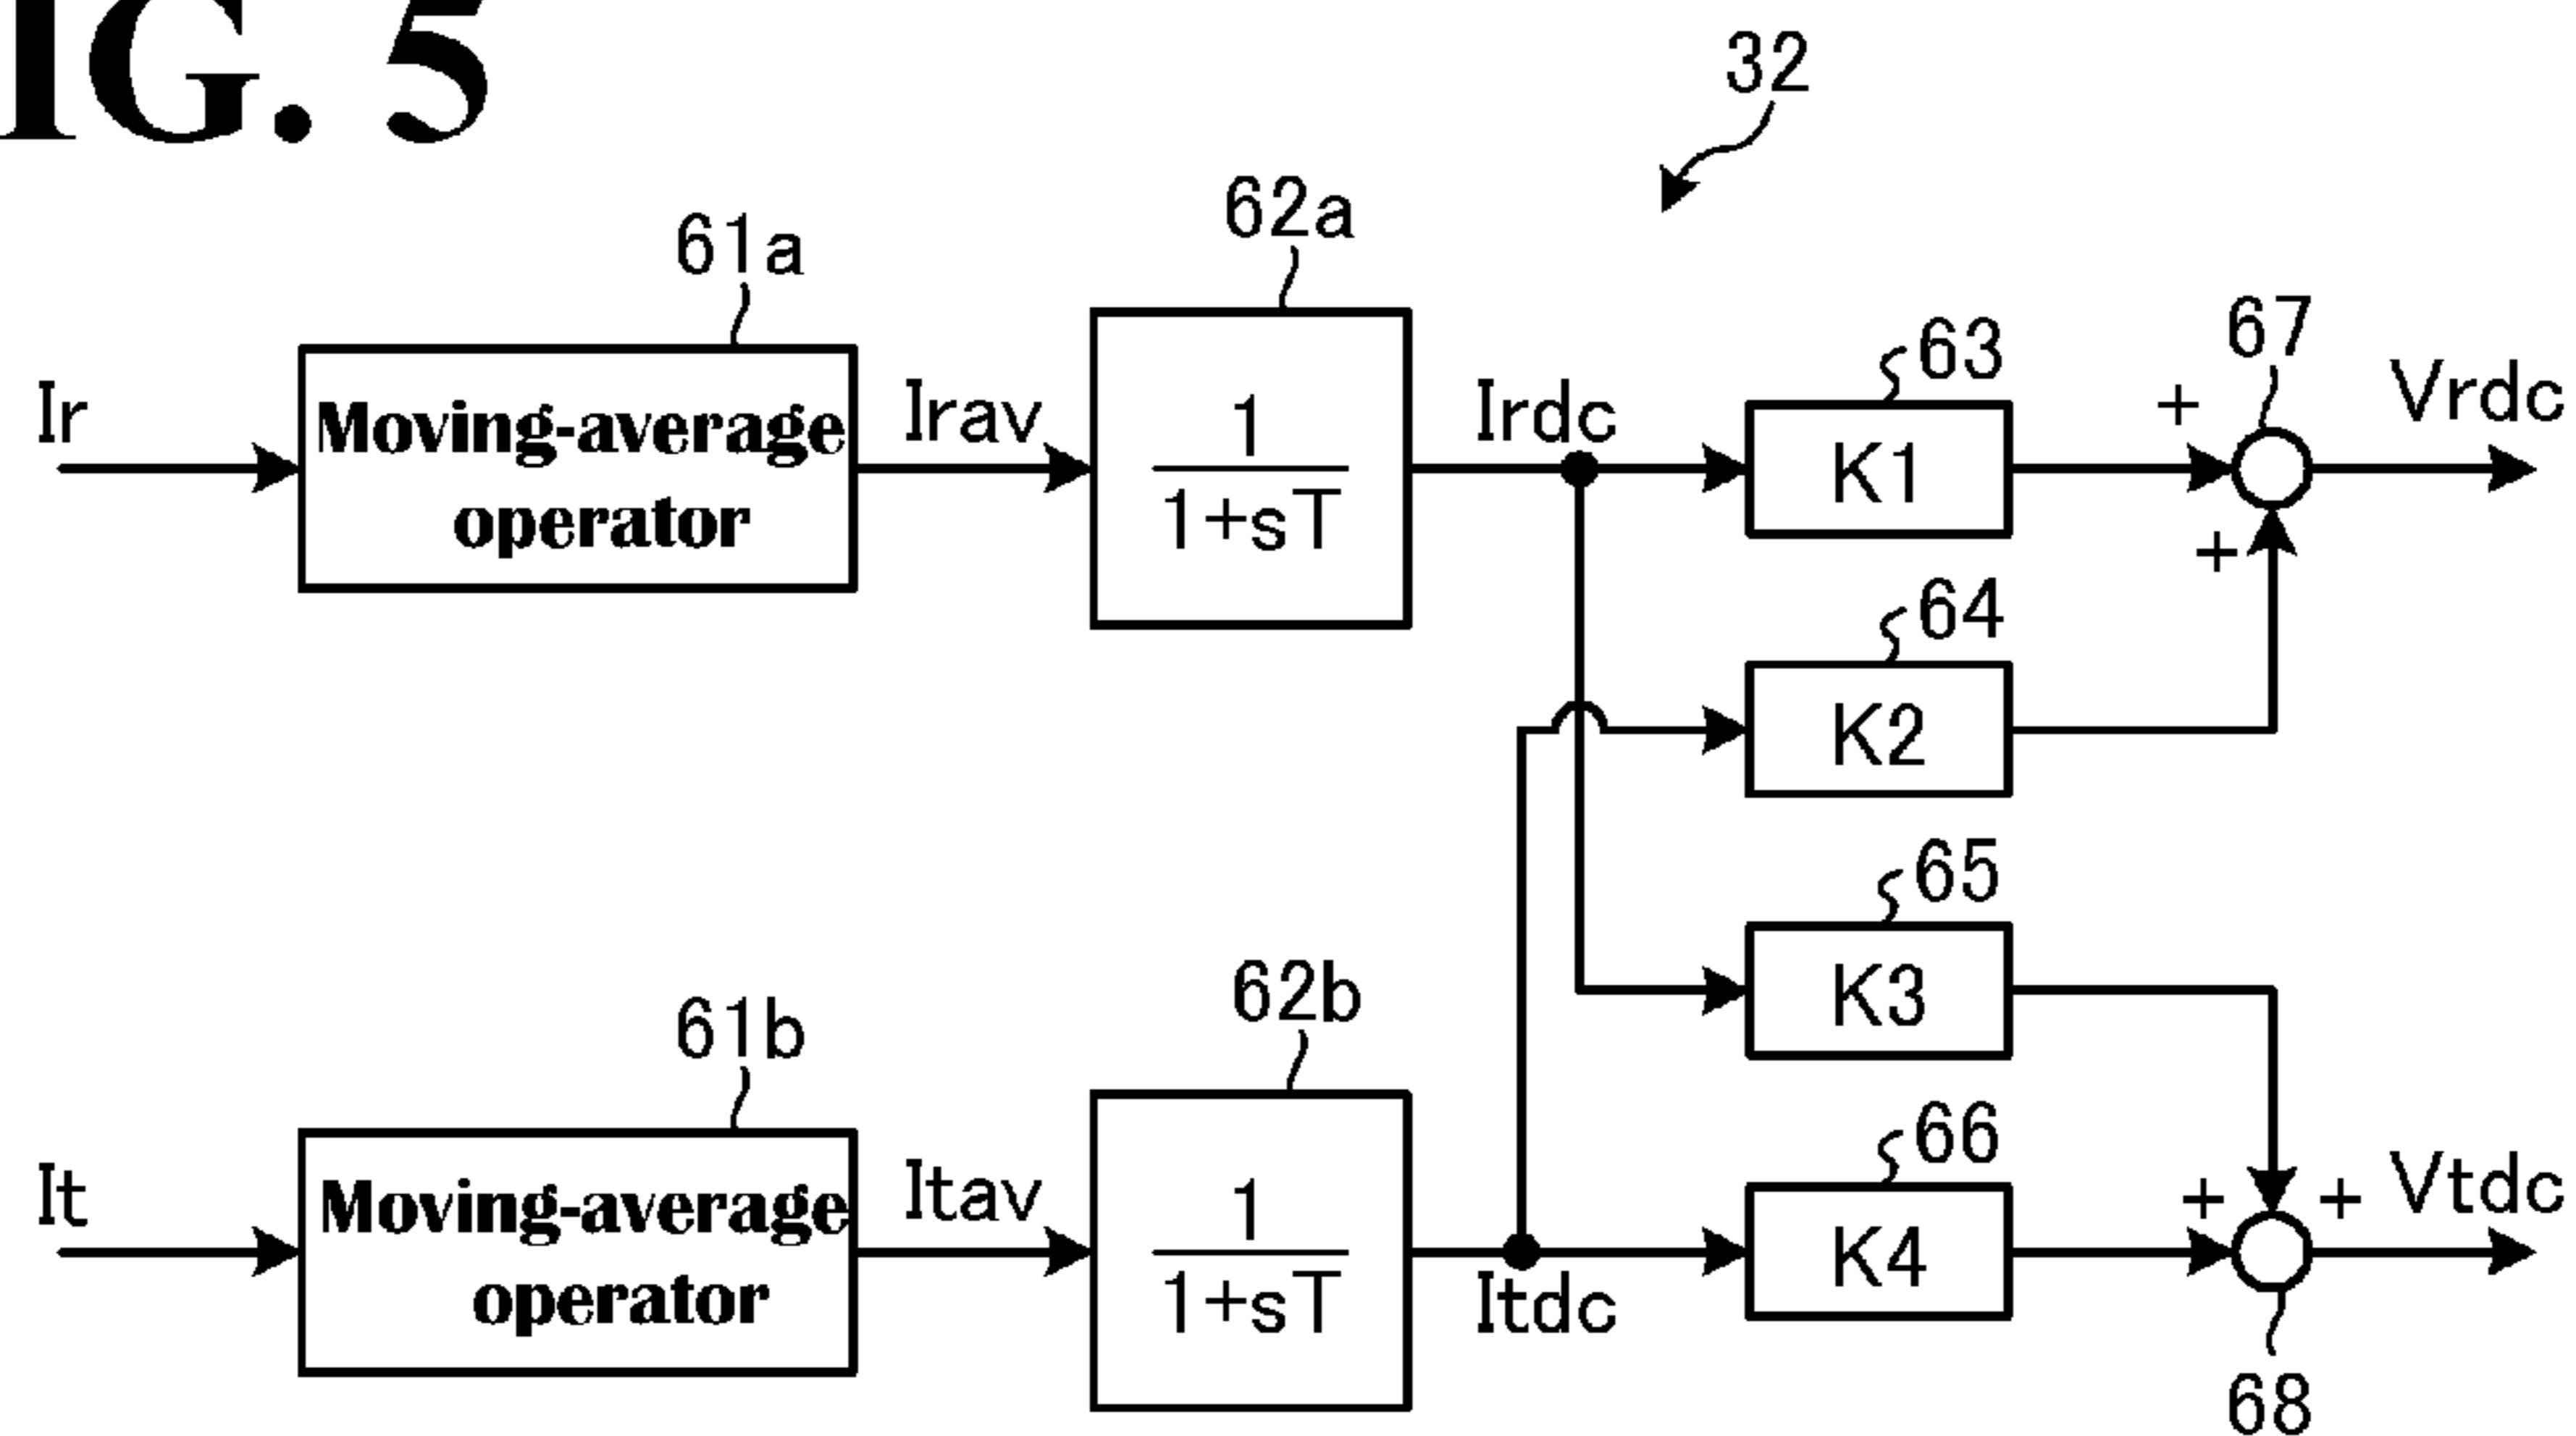 IG. 5
32
61a
62a
63
67
Ir
Moving-average
operator
Irav
1
1+sT
Irdc
K1
+
+
Vrdc
64
K2
65
K3
61b
62b
66
It
Moving-average
operator
Itav
1
1+sT
Itdc
K4
+
+
Vtdc
68